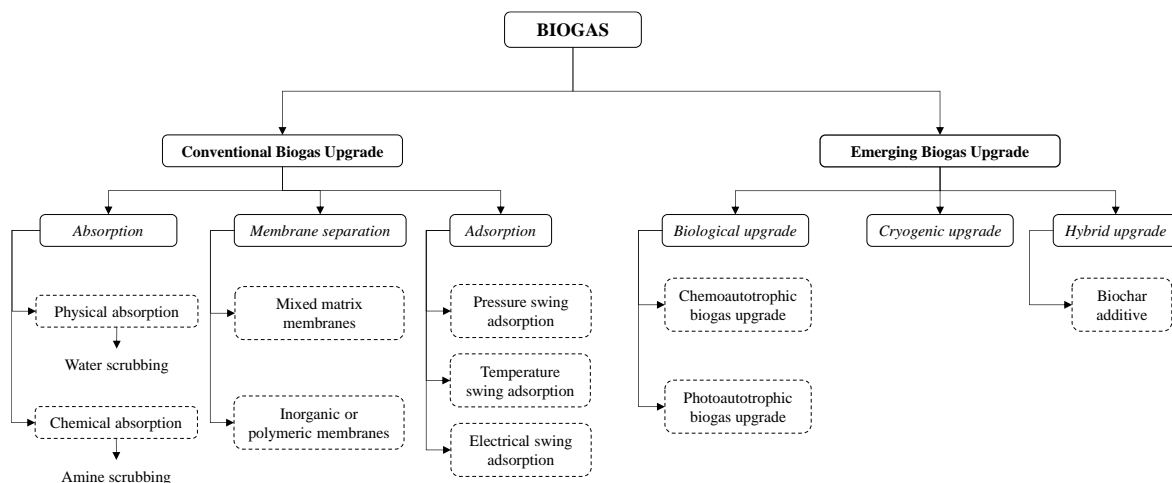 BIOGAS
Conventional Biogas Upgrade
Emerging Biogas Upgrade
Absorption
Membrane separation
Adsorption
Biological upgrade
Cryogenic upgrade
Hybrid upgrade
Physical absorption
Water scrubbing
Chemical absorption
Amine scrubbing
Mixed matrix
membranes
Inorganic or
polymeric membranes
Pressure swing
adsorption
Temperature
swing adsorption
Electrical swing
adsorption
Chemoautotrophic
biogas upgrade
Photoautotrophic
biogas upgrade
Biochar
additive